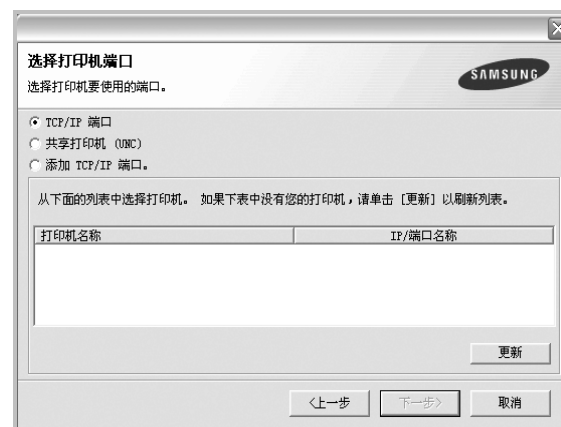 选择打印机端口
选择打印机要使用的端口。
SAMSUNG
TCP/IP 端口
共享打印机 (UNC)
添加 TCP/IP 端口。
从下面的列表中选择打印机。 如果下表中没有您的打印机，请单击 [更新] 以刷新列表。
打印机名称 IP/端口名称
更新
<上一步 下一步> 取消